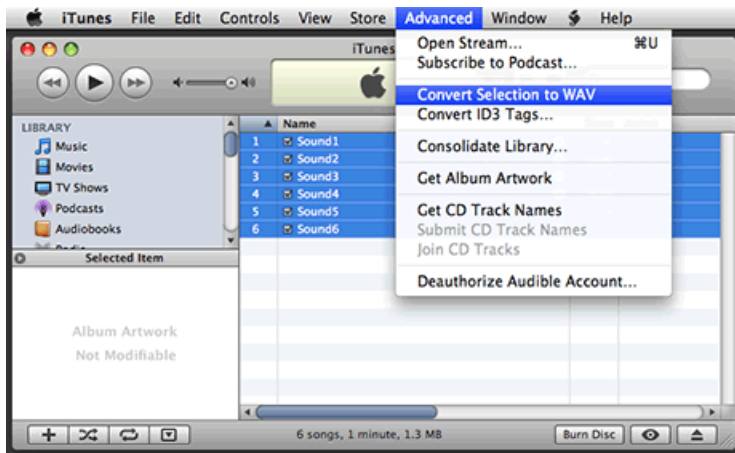 iTunes File Edit Controls View Store Advanced Window Help
iTunes
Open Stream... ⌘U
Subscribe to Podcast...
Convert Selection to WAV
Convert ID3 Tags...
Consolidate Library...
Get Album Artwork
Get CD Track Names
Submit CD Track Names
Join CD Tracks
Deauthorize Audible Account...
LIBRARY
Music
Movies
TV Shows
Podcasts
Audiobooks
Selected Item
Album Artwork
Not Modifiable
Name
1 Sound1
2 Sound2
3 Sound3
4 Sound4
5 Sound5
6 Sound6
6 songs, 1 minute, 1.3 MB
Burn Disc